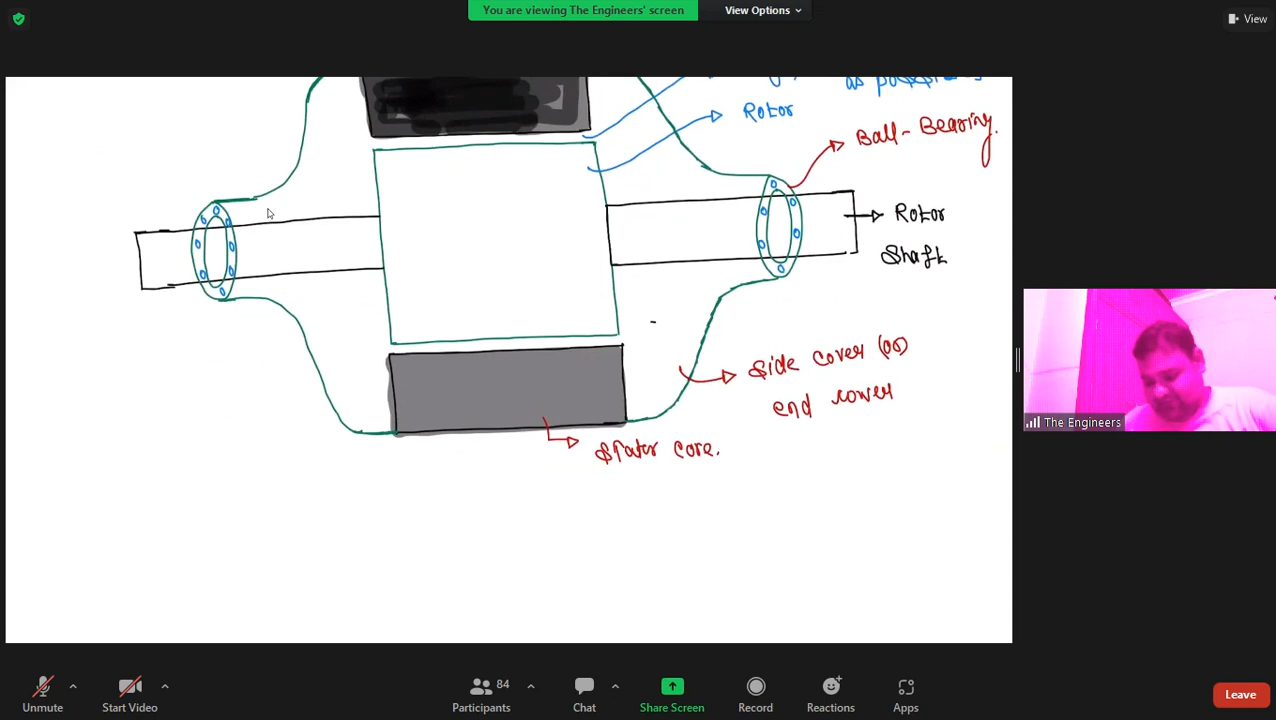 You are viewing The Engineers' screen
View Options
View
as possible
Rotor
Ball-Bearing.
Rotor
Shaft
Side cover (or)
end cover
Stator core.
The Engineers
84
Unmute
Start Video
Participants
Chat
Share Screen
Record
Reactions
Apps
Leave